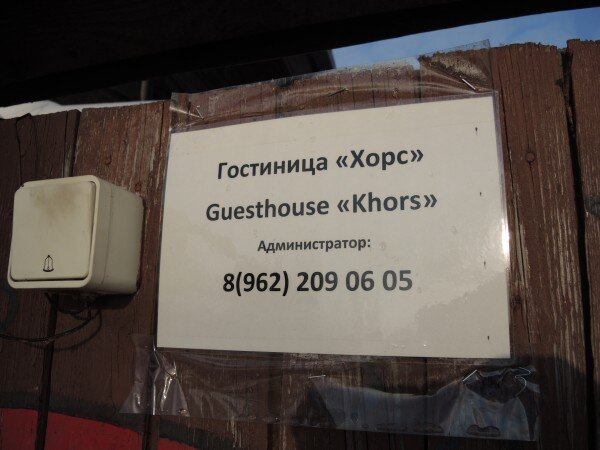 Гостиница «Хорс»
Guesthouse «Khors»
Администратор:
8(962) 209 06 05